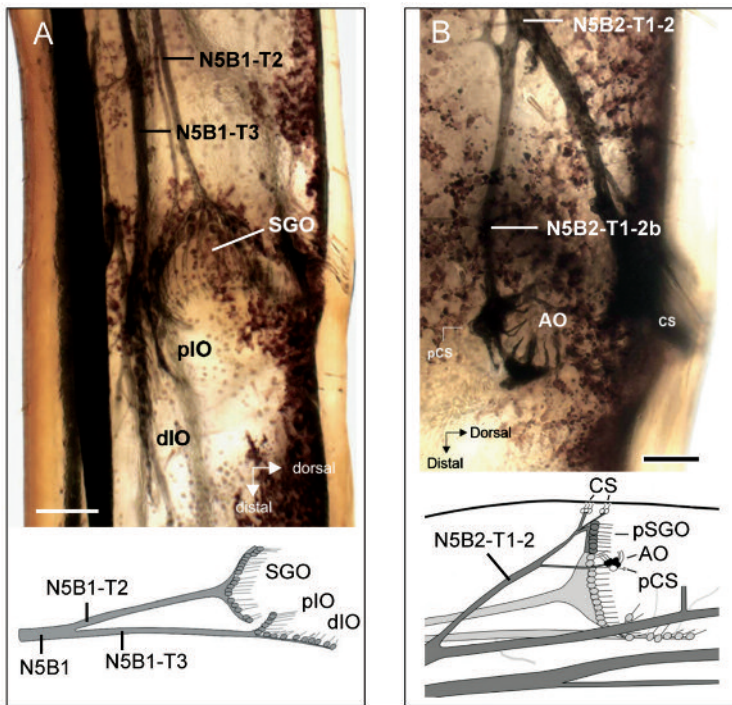 A
N5B1-T2
N5B1-T3
SGO
pIO
dIO
dorsal
distal
SGO
pIO
dIO
N5B1-T2
N5B1-T3
N5B1
B
N5B2-T1-2
N5B2-T1-2b
AO
cs
pCS
Dorsal
Distal
CS
pSGO
N5B2-T1-2
AO
pCS